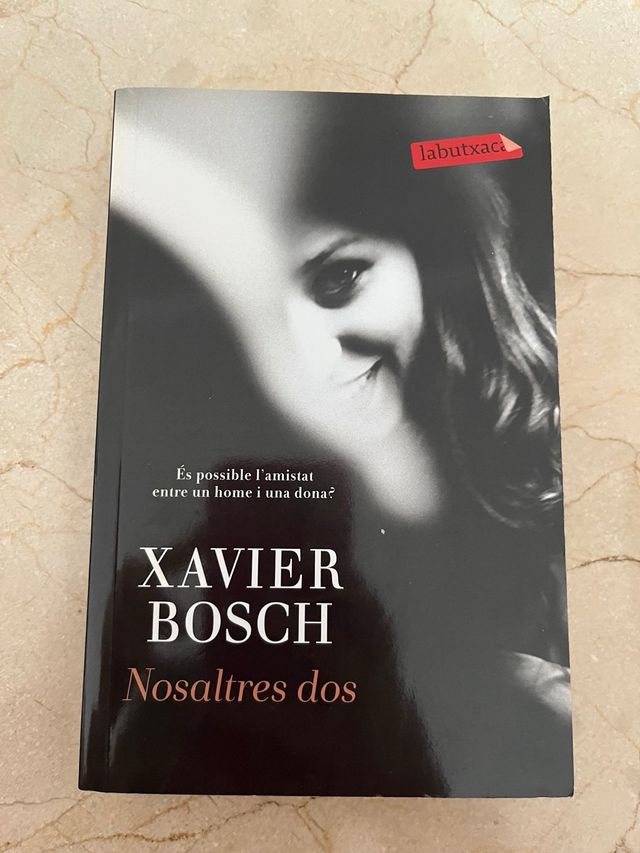 labutxaca
És possible l'amistat
entre un home i una dona?
XAVIER
BOSCH
Nosaltres dos